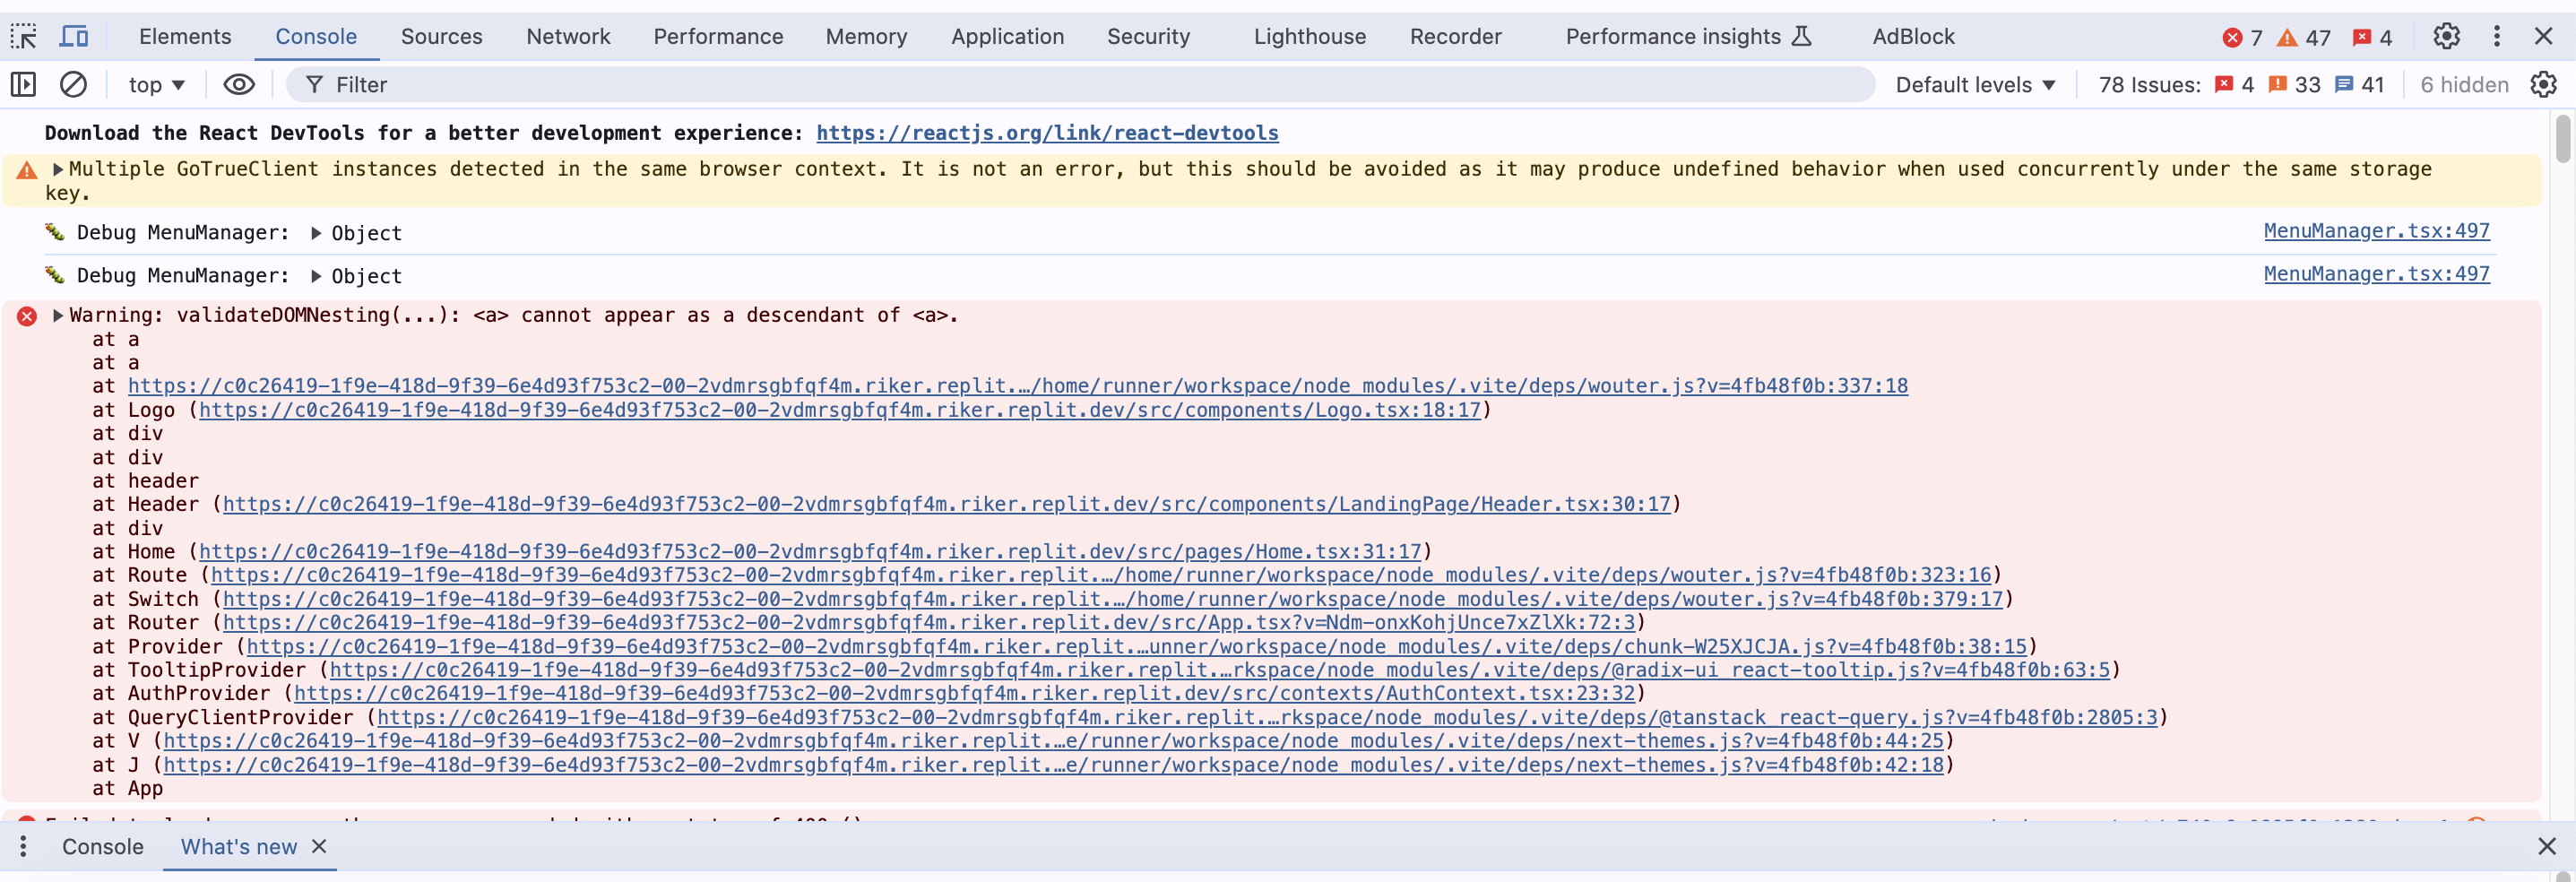 Elements Console Sources Network Performance Memory Application Security Lighthouse Recorder Performance insights AdBlock 7 47 4
top Filter Default levels 78 Issues: 4 33 41 6 hidden
Download the React DevTools for a better development experience: https://reactjs.org/link/react-devtools
Multiple GoTrueClient instances detected in the same browser context. It is not an error, but this should be avoided as it may produce undefined behavior when used concurrently under the same storage
key.
Debug MenuManager: Object MenuManager.tsx:497
Debug MenuManager: Object MenuManager.tsx:497
Warning: validateDOMNesting(...): <a> cannot appear as a descendant of <a>.
at a
at a
at https://c0c26419-1f9e-418d-9f39-6e4d93f753c2-00-2vdmrsgbfqf4m.riker.replit.…/home/runner/workspace/node_modules/.vite/deps/wouter.js?v=4fb48f0b:337:18
at Logo (https://c0c26419-1f9e-418d-9f39-6e4d93f753c2-00-2vdmrsgbfqf4m.riker.replit.dev/src/components/Logo.tsx:18:17)
at div
at div
at header
at Header (https://c0c26419-1f9e-418d-9f39-6e4d93f753c2-00-2vdmrsgbfqf4m.riker.replit.dev/src/components/LandingPage/Header.tsx:30:17)
at div
at Home (https://c0c26419-1f9e-418d-9f39-6e4d93f753c2-00-2vdmrsgbfqf4m.riker.replit.dev/src/pages/Home.tsx:31:17)
at Route (https://c0c26419-1f9e-418d-9f39-6e4d93f753c2-00-2vdmrsgbfqf4m.riker.replit.…/home/runner/workspace/node_modules/.vite/deps/wouter.js?v=4fb48f0b:323:16)
at Switch (https://c0c26419-1f9e-418d-9f39-6e4d93f753c2-00-2vdmrsgbfqf4m.riker.replit.…/home/runner/workspace/node_modules/.vite/deps/wouter.js?v=4fb48f0b:379:17)
at Router (https://c0c26419-1f9e-418d-9f39-6e4d93f753c2-00-2vdmrsgbfqf4m.riker.replit.dev/src/App.tsx?v=Ndm-onxKohjUnce7xZlXk:72:3)
at Provider (https://c0c26419-1f9e-418d-9f39-6e4d93f753c2-00-2vdmrsgbfqf4m.riker.replit.…unner/workspace/node_modules/.vite/deps/chunk-W25XJCJA.js?v=4fb48f0b:38:15)
at TooltipProvider (https://c0c26419-1f9e-418d-9f39-6e4d93f753c2-00-2vdmrsgbfqf4m.riker.replit.…rkspace/node_modules/.vite/deps/@radix-ui_react-tooltip.js?v=4fb48f0b:63:5)
at AuthProvider (https://c0c26419-1f9e-418d-9f39-6e4d93f753c2-00-2vdmrsgbfqf4m.riker.replit.dev/src/contexts/AuthContext.tsx:23:32)
at QueryClientProvider (https://c0c26419-1f9e-418d-9f39-6e4d93f753c2-00-2vdmrsgbfqf4m.riker.replit.…rkspace/node_modules/.vite/deps/@tanstack_react-query.js?v=4fb48f0b:2805:3)
at V (https://c0c26419-1f9e-418d-9f39-6e4d93f753c2-00-2vdmrsgbfqf4m.riker.replit.…e/runner/workspace/node_modules/.vite/deps/next-themes.js?v=4fb48f0b:44:25)
at J (https://c0c26419-1f9e-418d-9f39-6e4d93f753c2-00-2vdmrsgbfqf4m.riker.replit.…e/runner/workspace/node_modules/.vite/deps/next-themes.js?v=4fb48f0b:42:18)
at App
Console What's new